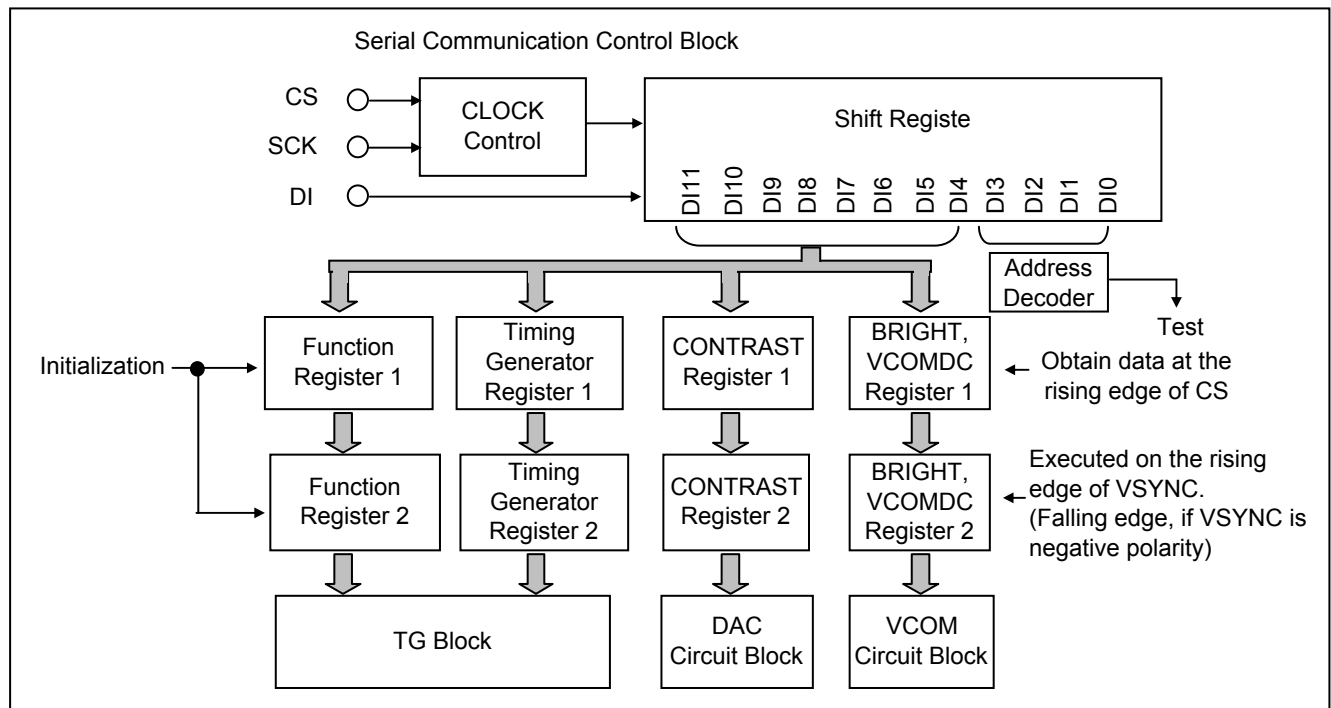 Serial Communication Control Block
CS
SCK
DI
CLOCK
Control
Shift Registe
DI11
DI10
DI9
DI8
DI7
DI6
DI5
DI4
DI3
DI2
DI1
DI0
Address
Decoder
Test
Initialization
Function
Register 1
Timing
Generator
Register 1
CONTRAST
Register 1
BRIGHT,
VCOMDC
Register 1
Obtain data at the
rising edge of CS
Function
Register 2
Timing
Generator
Register 2
CONTRAST
Register 2
BRIGHT,
VCOMDC
Register 2
Executed on the rising
edge of VSYNC.
(Falling edge, if VSYNC is
negative polarity)
TG Block
DAC
Circuit Block
VCOM
Circuit Block